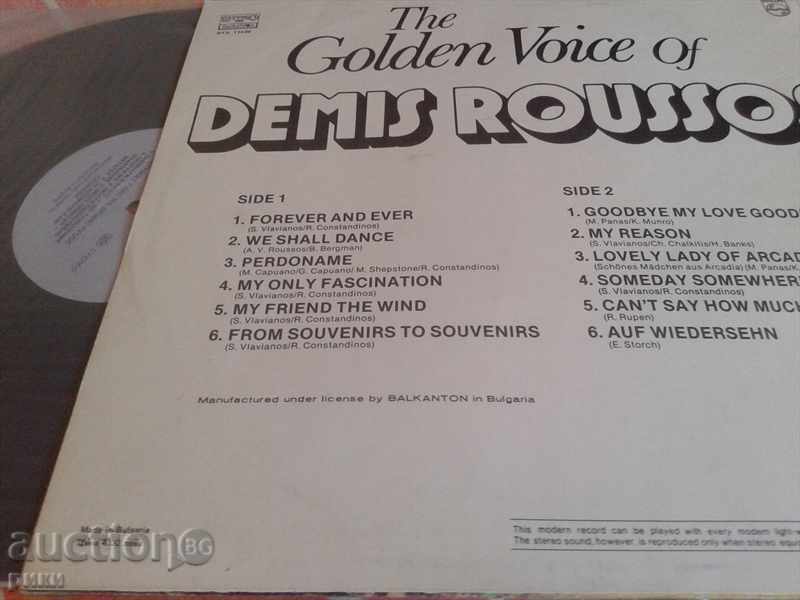 The
Golden Voice Of
DEMIS ROUSSOS
SIDE 1
1. FOREVER AND EVER
(S. Vlavianos/R. Constandinos)
2. WE SHALL DANCE
(A. V. Roussos/B. Bergman)
3. PERDONAME
(M. Capuano/G. Capuano/ M. Shepstone/R. Constandinos)
4. MY ONLY FASCINATION
(S. Vlavianos/R. Constandinos)
5. MY FRIEND THE WIND
(S. Vlavianos/R. Constandinos)
6. FROM SOUVENIRS TO SOUVENIRS
(S. Vlavianos/R. Constandinos)
SIDE 2
1. GOODBYE MY LOVE GOODB
(M. Panas/K. Munro)
2. MY REASON
(S. Vlavianos/Ch. Chalkitis/H. Banks)
3. LOVELY LADY OF ARCAD
(Schönes Mädchen aus Arcadia) (M. Panas/K.
4. SOMEDAY SOMEWHERE
(S. Vlavianos/R. Constandinos)
5. CAN'T SAY HOW MUCH
(R. Rupen)
6. AUF WIEDERSEHN
(E. Storch)
Manufactured under license by BALKANTON in Bulgaria
Made in Bulgaria
This modern record can be played with every modern light-w
The stereo sound, however, is reproduced only when stereo equi
auctionBG
рики